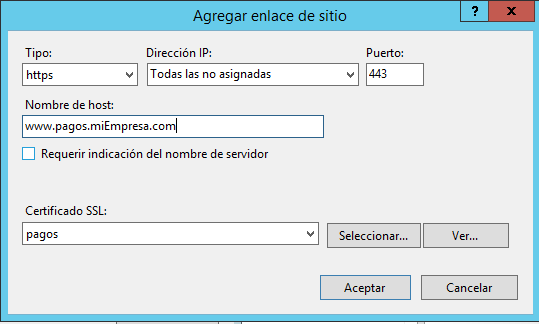 Agregar enlace de sitio
?
x
Tipo:
Dirección IP:
Puerto:
https
Todas las no asignadas
443
Nombre de host:
www.pagos.miEmpresa.com
Requerir indicación del nombre de servidor
Certificado SSL:
pagos
Seleccionar...
Ver...
Aceptar
Cancelar